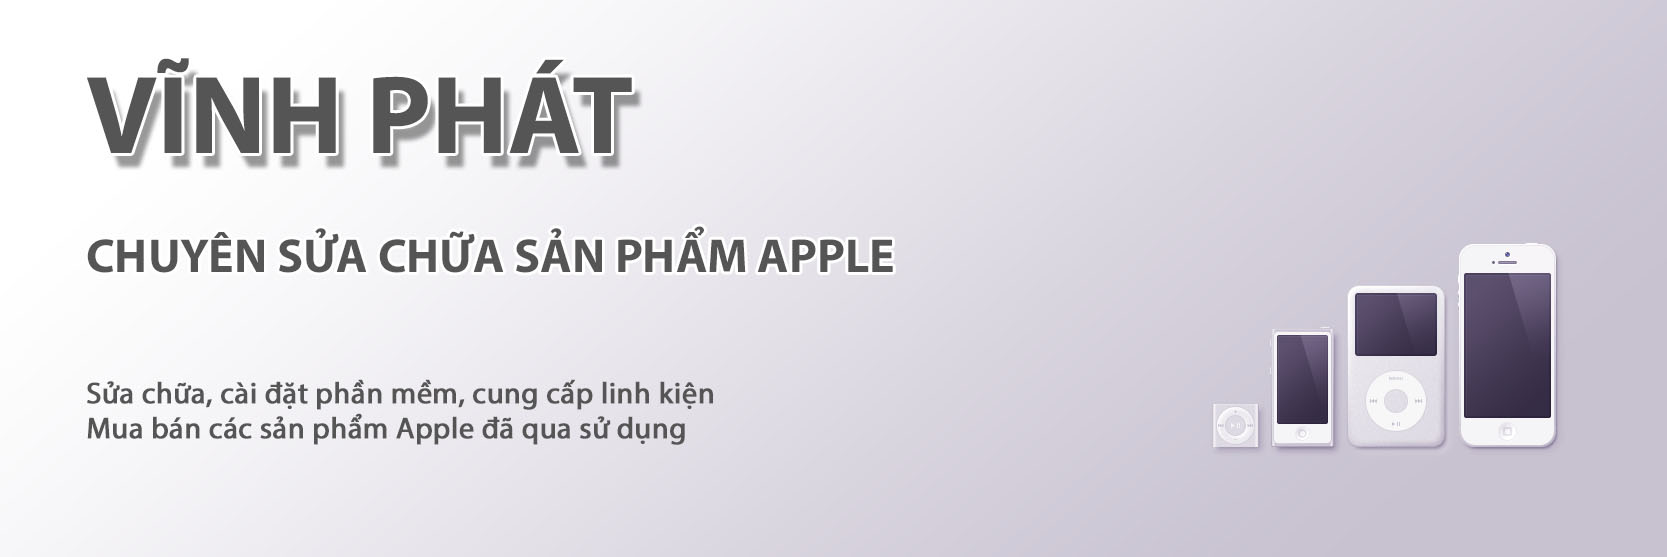 VĨNH PHÁT
CHUYÊN SỬA CHỮA SẢN PHẨM APPLE
Sửa chữa, cài đặt phần mềm, cung cấp linh kiện
Mua bán các sản phẩm Apple đã qua sử dụng
MENU